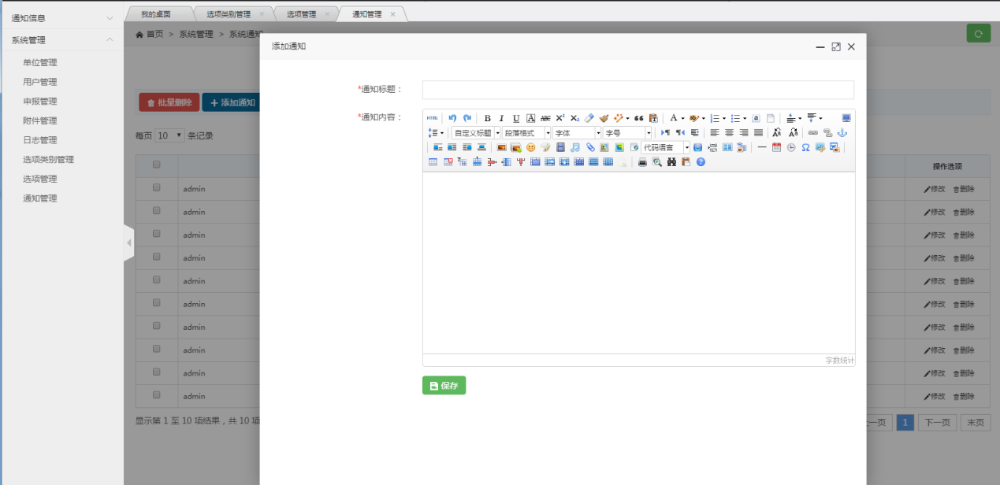 通知信息
系统管理
单位管理
用户管理
申报管理
附件管理
日志管理
选项类别管理
选项管理
通知管理
我的桌面 选项类别管理 × 选项管理 × 通知管理 ×
首页 > 系统管理 > 系统通知
批量删除 添加通知
每页 10 条记录
操作选项
admin 修改 删除
admin 修改 删除
admin 修改 删除
admin 修改 删除
admin 修改 删除
admin 修改 删除
admin 修改 删除
admin 修改 删除
admin 修改 删除
admin 修改 删除
显示第 1 至 10 项结果，共 10 项
一页 1 下一页 末页
添加通知
*通知标题：
*通知内容：
HTML B I U A ABC X² X₂ A a
自定义标题 段落格式 字体 字号
代码语言
字数统计
保存